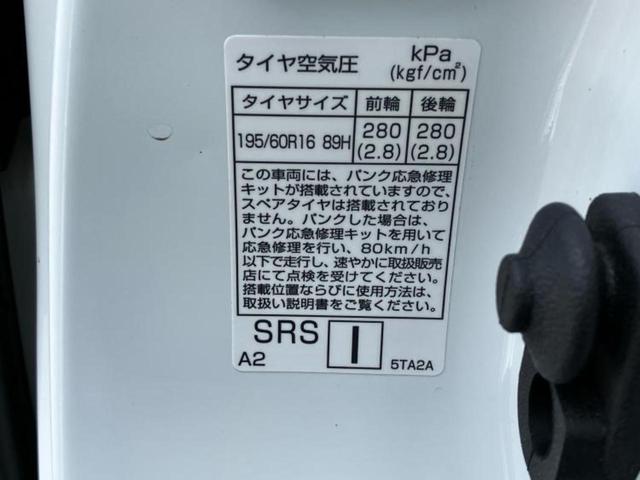 タイヤ空気圧 kPa
(kgf/cm²)
タイヤサイズ 前輪 後輪
195/60R16 89H 280 280
(2.8) (2.8)
この車両には、パンク応急修理
キットが搭載されていますので、
スペアタイヤは搭載されており
ません。パンクした場合は、
パンク応急修理キットを用いて
応急修理を行い、80km/h
以下で走行し、速やかに取扱販売
店にて点検を受けてください。
搭載位置ならびに使用方法は、
取扱い説明書をご覧ください。
SRS I
A2 5TA2A